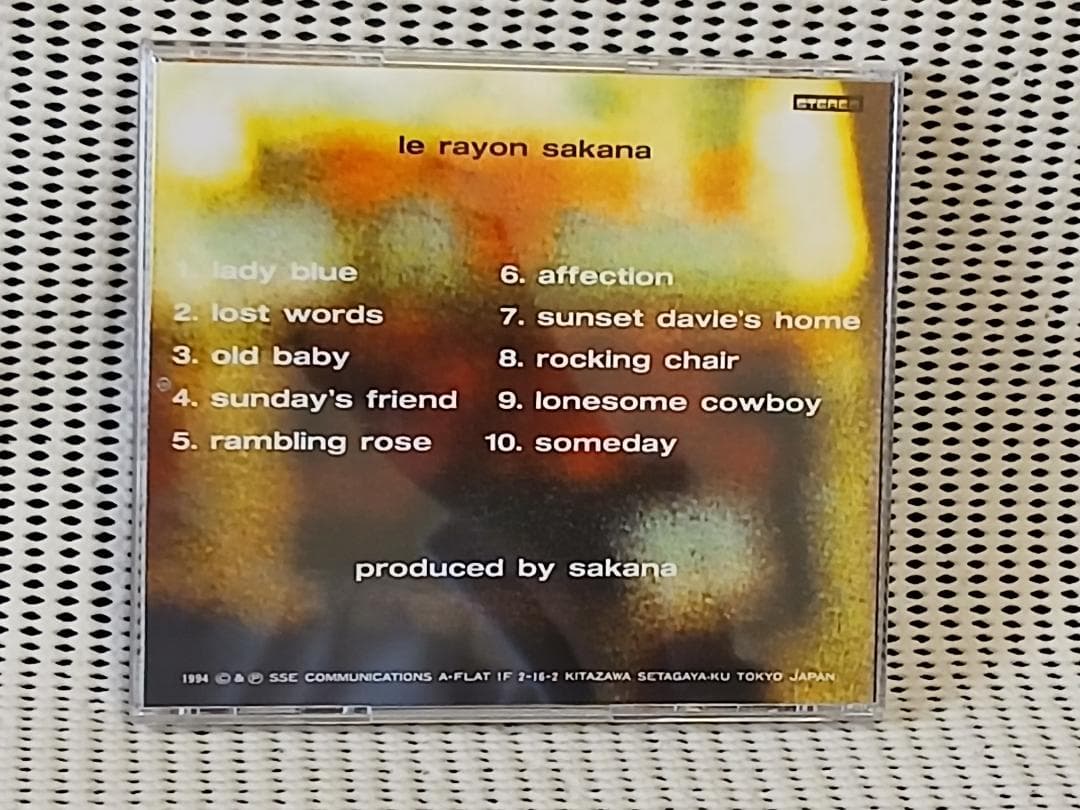 STEREO
le rayon sakana
1. lady blue
2. lost words
3. old baby
4. sunday's friend
5. rambling rose
6. affection
7. sunset davie's home
8. rocking chair
9. lonesome cowboy
10. someday
produced by sakana
1994 © & ℗ SSE COMMUNICATIONS A-FLAT 1F 2-16-2 KITAZAWA SETAGAYA-KU TOKYO JAPAN